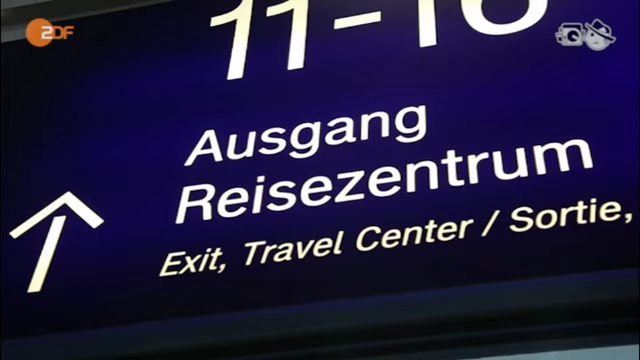 ZDF
Ausgang
Reisezentrum
Exit, Travel Center / Sortie,